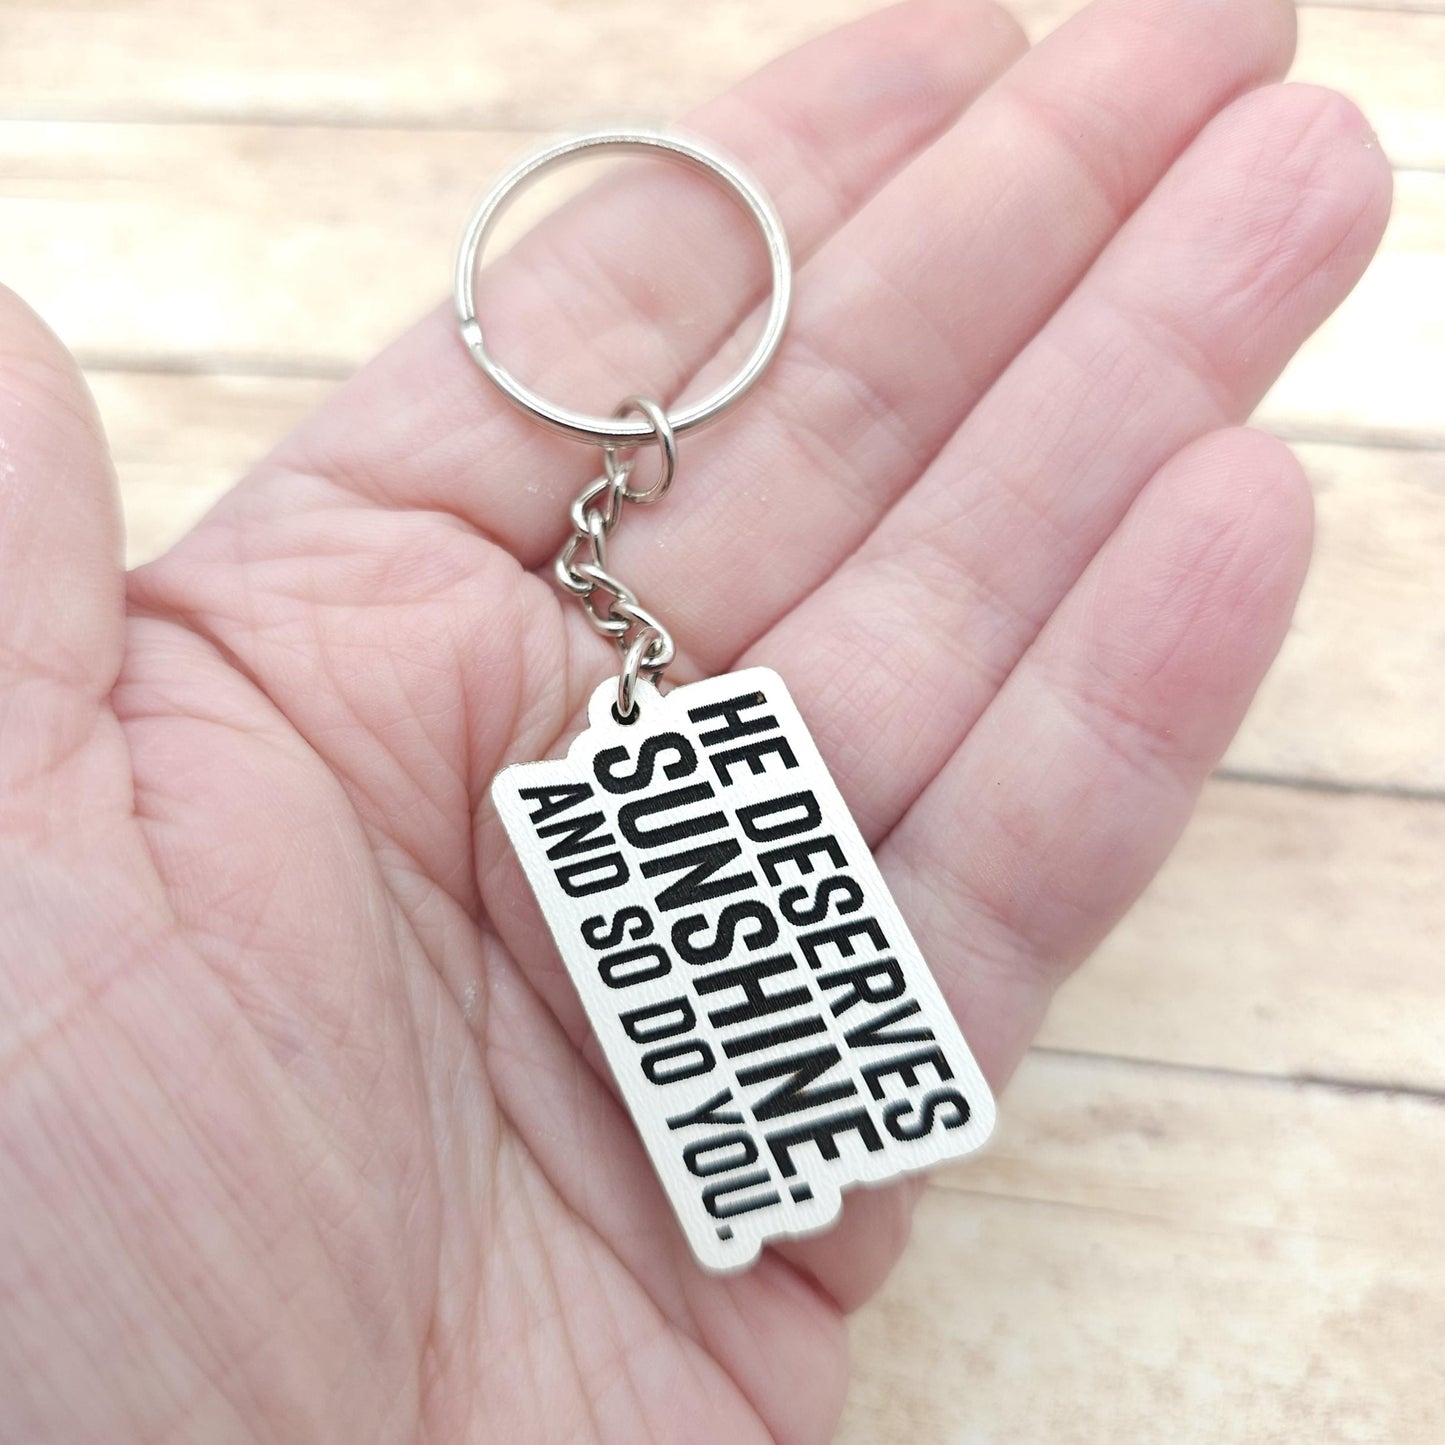 HE DESERVES
SUNSHINE.
AND SO DO YOU.